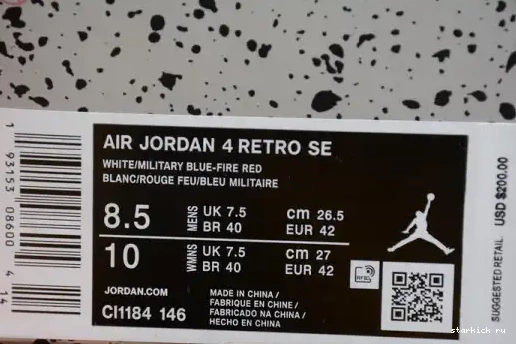 AIR JORDAN 4 RETRO SE
WHITE/MILITARY BLUE-FIRE RED
BLANC/ROUGE FEU/BLEU MILITAIRE
8.5 MENS UK 7.5 cm 26.5
BR 40 EUR 42
10 WMNS UK 7.5 cm 27
BR 40 EUR 42
JORDAN.COM
CI1184 146
MADE IN CHINA /
FABRIQUE EN CHINE /
FABRICADO NA CHINA /
HECHO EN CHINA
RFID
SUGGESTED RETAIL USD $200.00
1 93153 08600 4 14
starkick ru